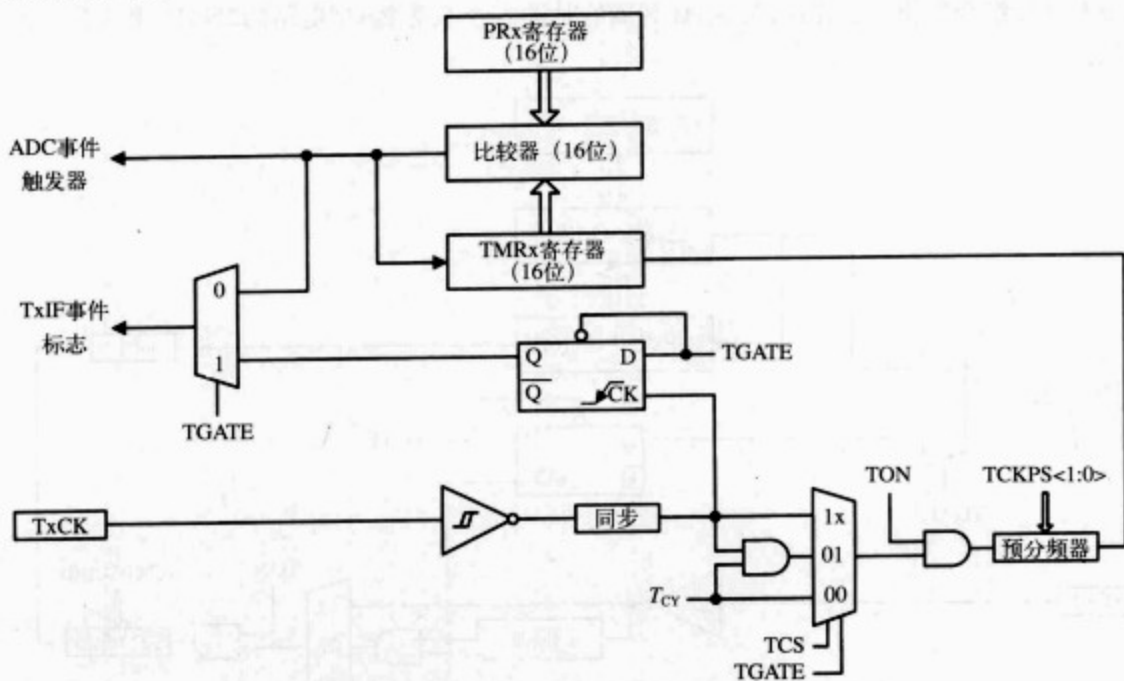 PRx寄存器
（16位）
ADC事件
触发器
比较器（16位）
TMRx寄存器
(16位)
0
TxIF事件
标志
1
Q
D
TGATE
Q
CK
TGATE
TON
TCKPS<1:0>
TxCK
同步
1x
01
预分频器
T_CY
00
TCS
TGATE